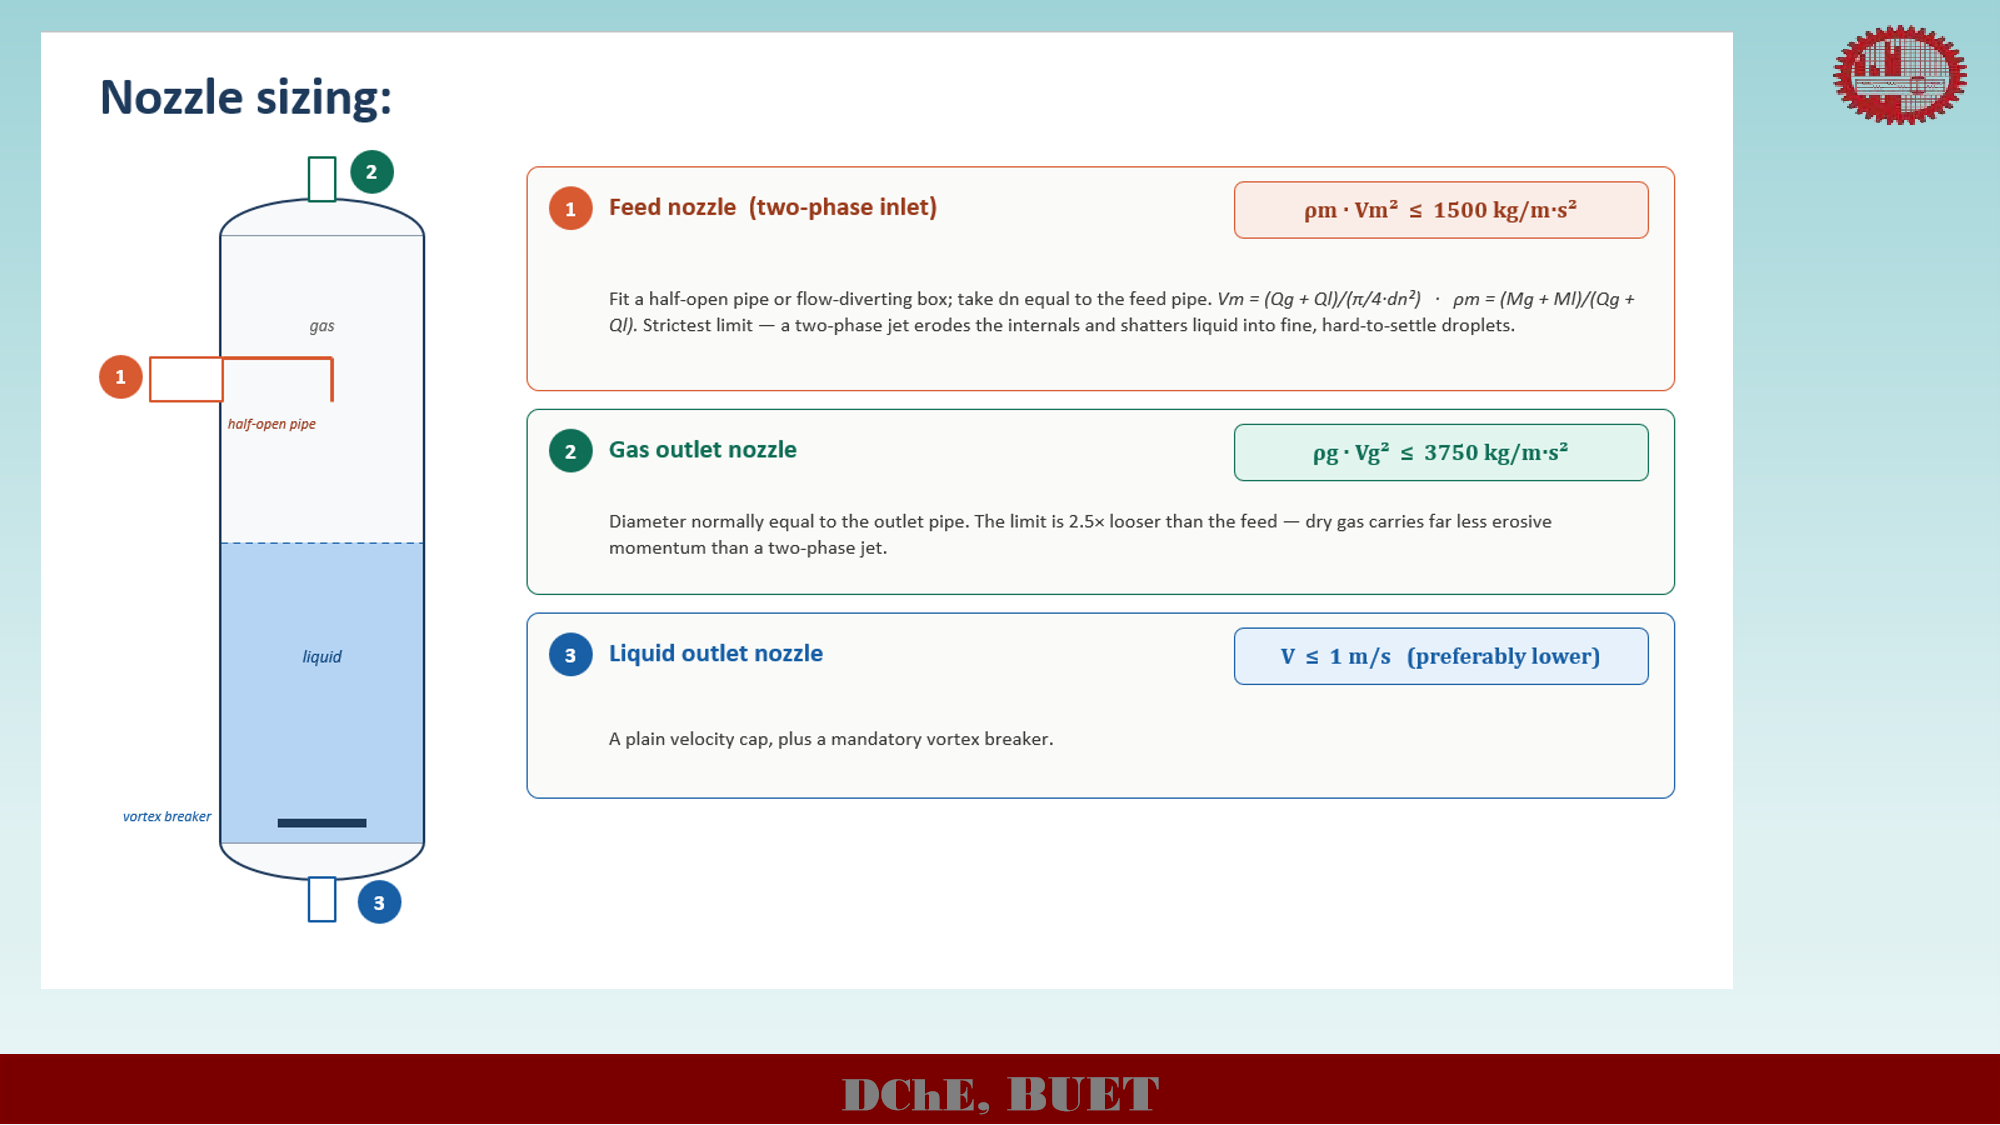 Nozzle sizing:
2
gas
1
half-open pipe
liquid
vortex breaker
3
1 Feed nozzle (two-phase inlet)
ρm · Vm² ≤ 1500 kg/m·s²
Fit a half-open pipe or flow-diverting box; take dn equal to the feed pipe. Vm = (Qg + Ql)/(π/4·dn²) · ρm = (Mg + Ml)/(Qg +
Ql). Strictest limit — a two-phase jet erodes the internals and shatters liquid into fine, hard-to-settle droplets.
2 Gas outlet nozzle
ρg · Vg² ≤ 3750 kg/m·s²
Diameter normally equal to the outlet pipe. The limit is 2.5× looser than the feed — dry gas carries far less erosive
momentum than a two-phase jet.
3 Liquid outlet nozzle
V ≤ 1 m/s (preferably lower)
A plain velocity cap, plus a mandatory vortex breaker.
DChE, BUET